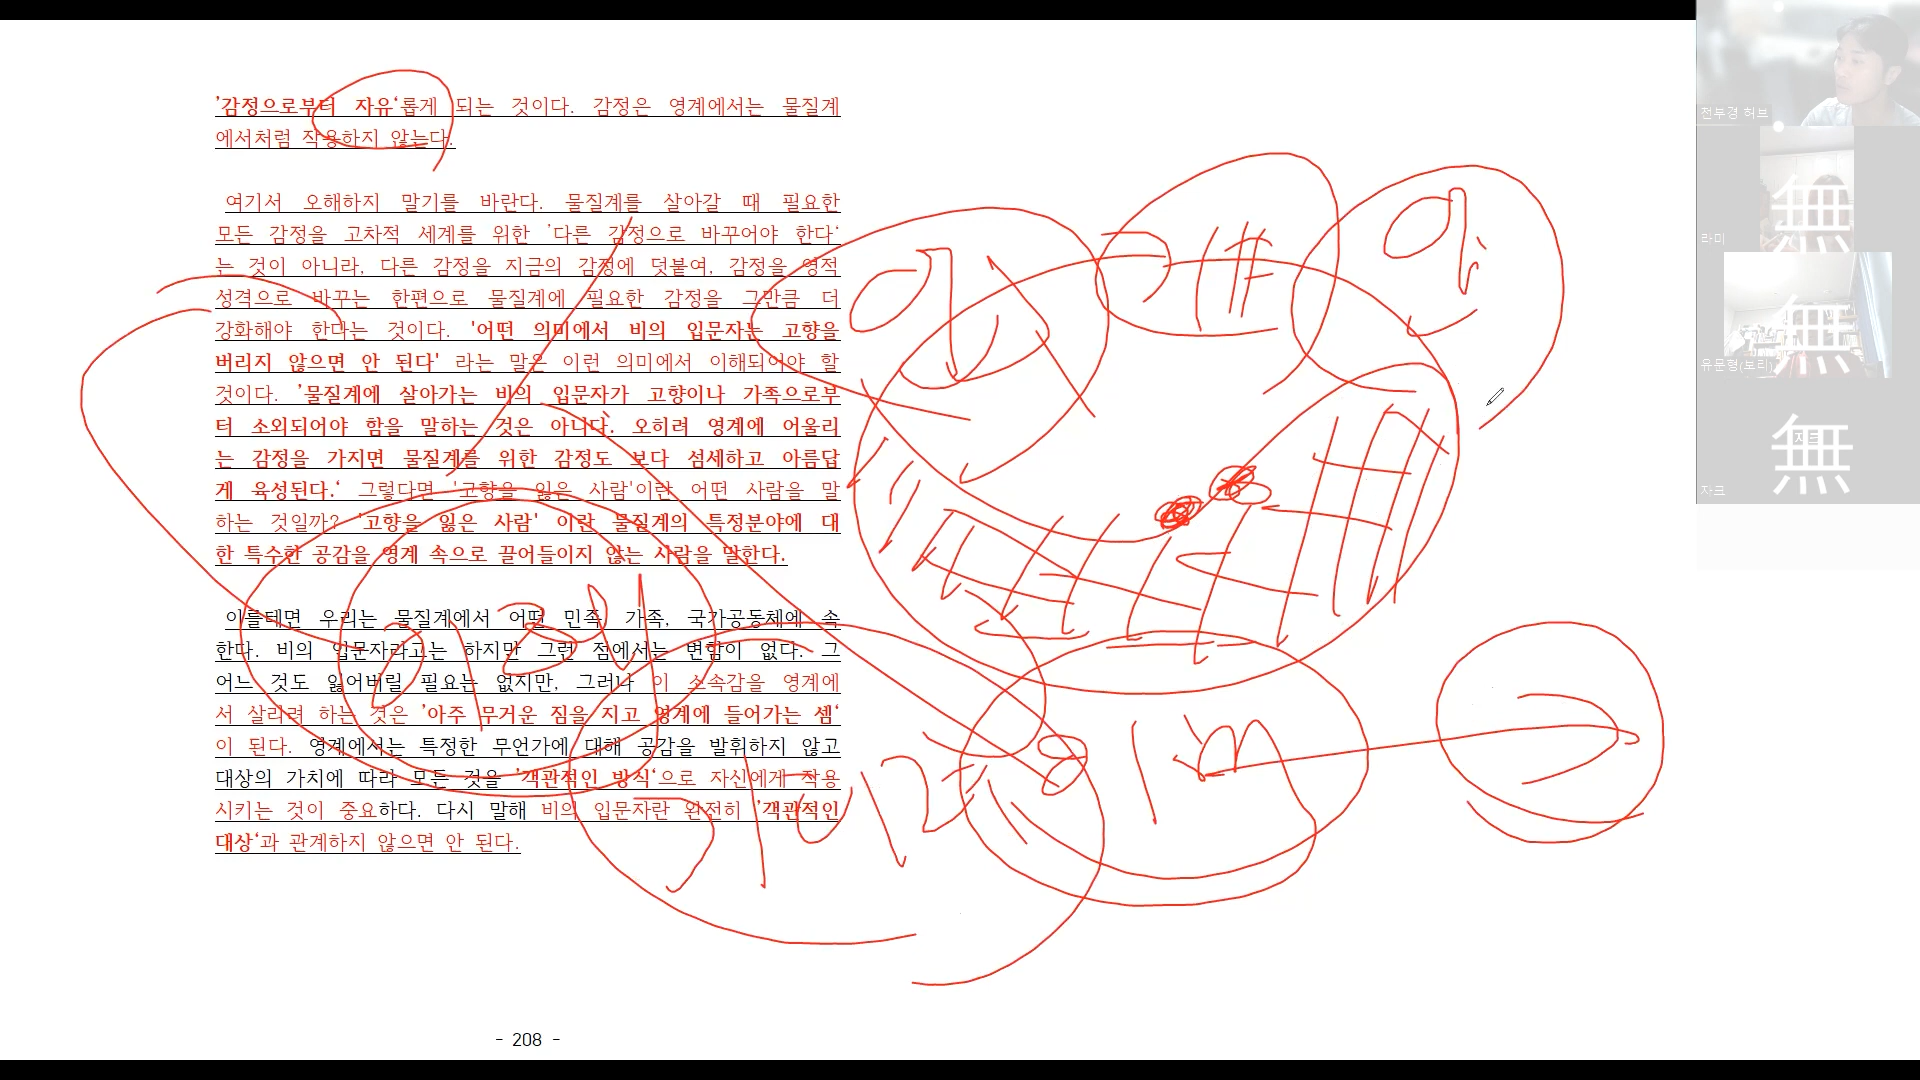 ’감정으로부터 자유‘롭게 되는 것이다. 감정은 영계에서는 물질계
에서처럼 작용하지 않는다.
여기서 오해하지 말기를 바란다. 물질계를 살아갈 때 필요한
모든 감정을 고차적 세계를 위한 ’다른 감정으로 바꾸어야 한다‘
는 것이 아니라, 다른 감정을 지금의 감정에 덧붙여, 감정을 영적
성격으로 바꾸는 한편으로 물질계에 필요한 감정을 그만큼 더
강화해야 한다는 것이다. '어떤 의미에서 비의 입문자는 고향을
버리지 않으면 안 된다' 라는 말은 이런 의미에서 이해되어야 할
것이다. ’물질계에 살아가는 비의 입문자가 고향이나 가족으로부
터 소외되어야 함을 말하는 것은 아니다. 오히려 영계에 어울리
는 감정을 가지면 물질계를 위한 감정도 보다 섬세하고 아름답
게 육성된다.‘ 그렇다면 '고향을 잃은 사람'이란 어떤 사람을 말
하는 것일까? '고향을 잃은 사람' 이란 물질계의 특정분야에 대
한 특수한 공감을 영계 속으로 끌어들이지 않는 사람을 말한다.
이를테면 우리는 물질계에서 어떤 민족, 가족, 국가공동체에 속
한다. 비의 입문자라고는 하지만 그런 점에서는 변함이 없다. 그
어느 것도 잃어버릴 필요는 없지만, 그러나 이 소속감을 영계에
서 살리려 하는 것은 ’아주 무거운 짐을 지고 영계에 들어가는 셈‘
이 된다. 영계에서는 특정한 무언가에 대해 공감을 발휘하지 않고
대상의 가치에 따라 모든 것을 ’객관적인 방식‘으로 자신에게 작용
시키는 것이 중요하다. 다시 말해 비의 입문자란 완전히 ’객관적인
대상‘과 관계하지 않으면 안 된다.
- 208 -
천부경 허브
無
라미
無
유문형(보리)
無
자크